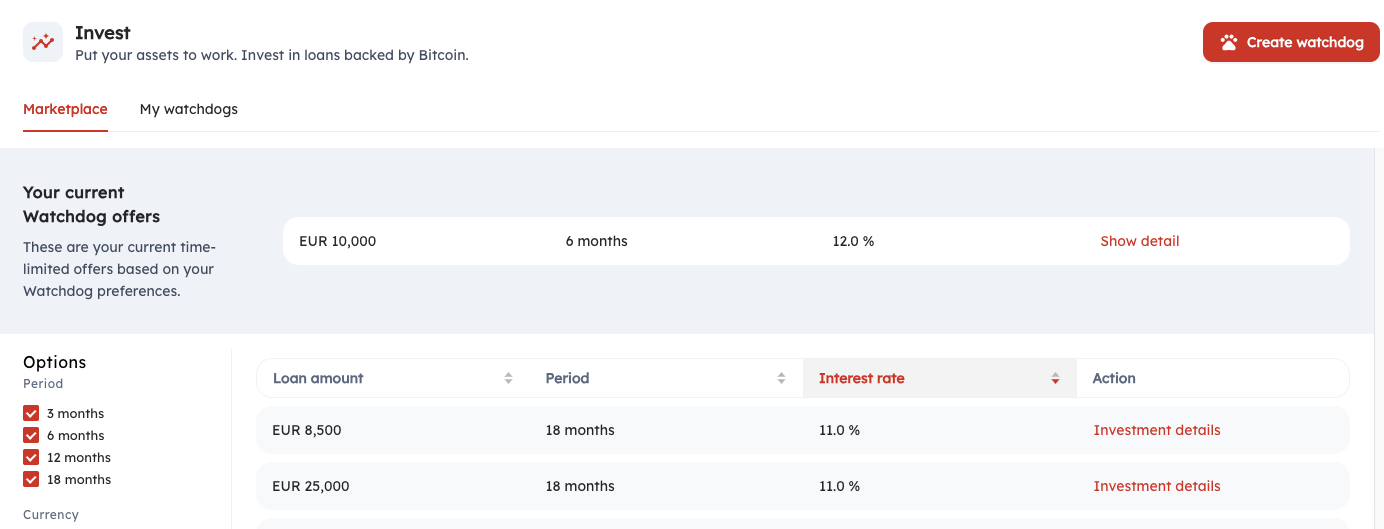 Invest
Put your assets to work. Invest in loans backed by Bitcoin.
Create watchdog
Marketplace
My watchdogs
Your current
Watchdog offers
These are your current time-
limited offers based on your
Watchdog preferences.
EUR 10,000 6 months 12.0 % Show detail
Options
Period
3 months
6 months
12 months
18 months
Currency
Loan amount Period Interest rate Action
EUR 8,500 18 months 11.0 % Investment details
EUR 25,000 18 months 11.0 % Investment details